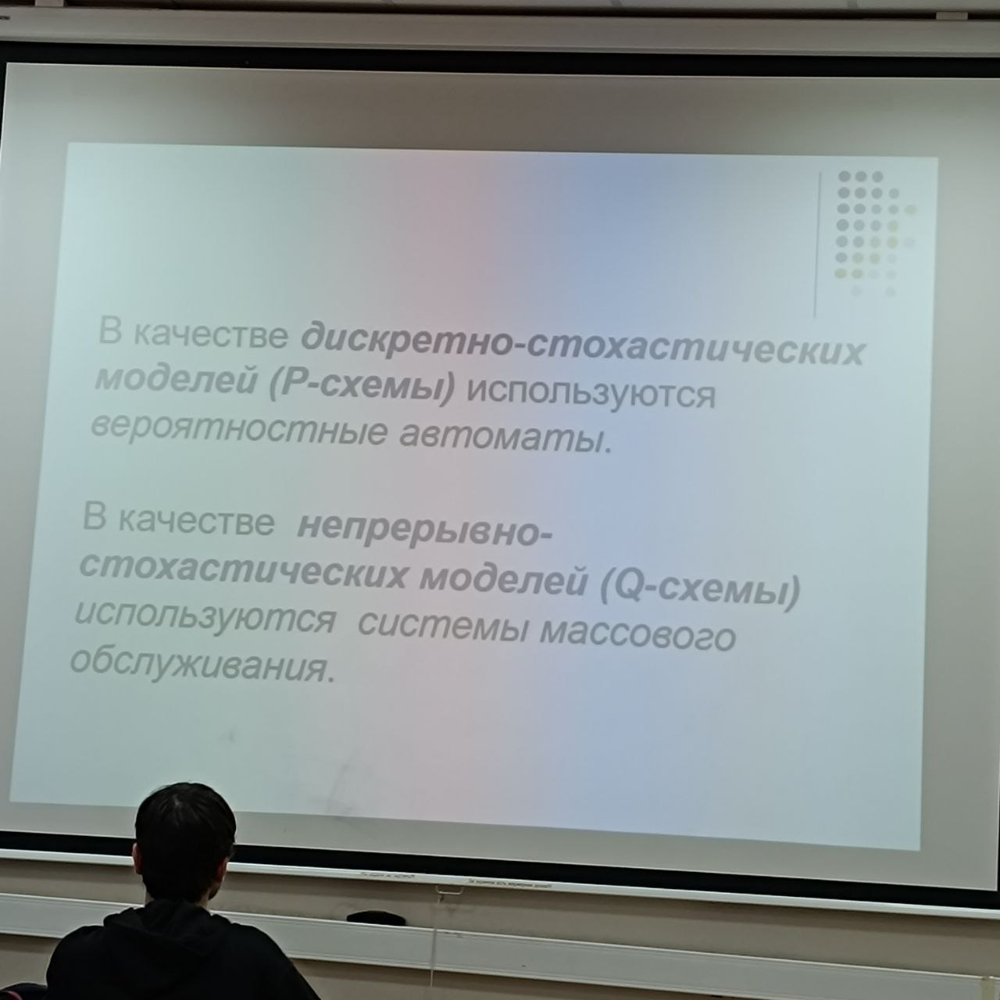 В качестве дискретно-стохастических
моделей (P-схемы) используются
вероятностные автоматы.
В качестве непрерывно-
стохастических моделей (Q-схемы)
используются системы массового
обслуживания.